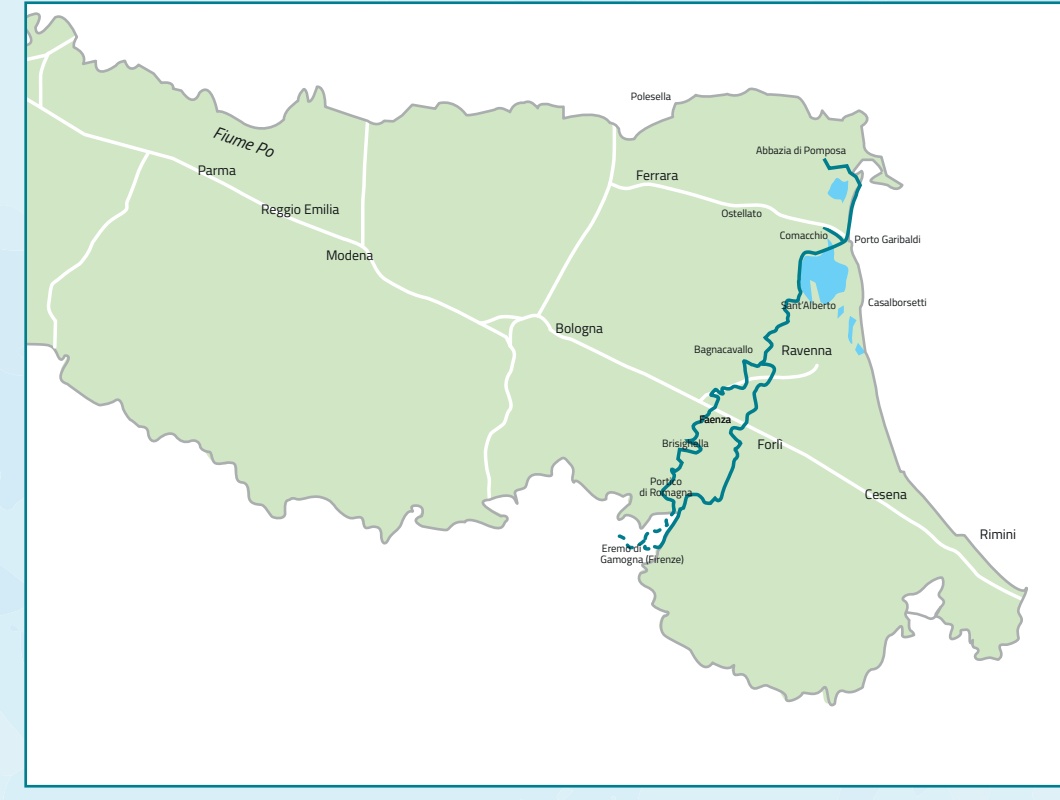 Polesella
Fiume Po
Abbazia di Pomposa
Parma
Ferrara
Reggio Emilia
Ostellato
Comacchio
Porto Garibaldi
Modena
Sant'Alberto
Casalborsetti
Bologna
Bagnacavallo
Ravenna
Faenza
Brisighella
Forlì
Portico
di Romagna
Cesena
Rimini
Eremo di
Gamogna (Firenze)